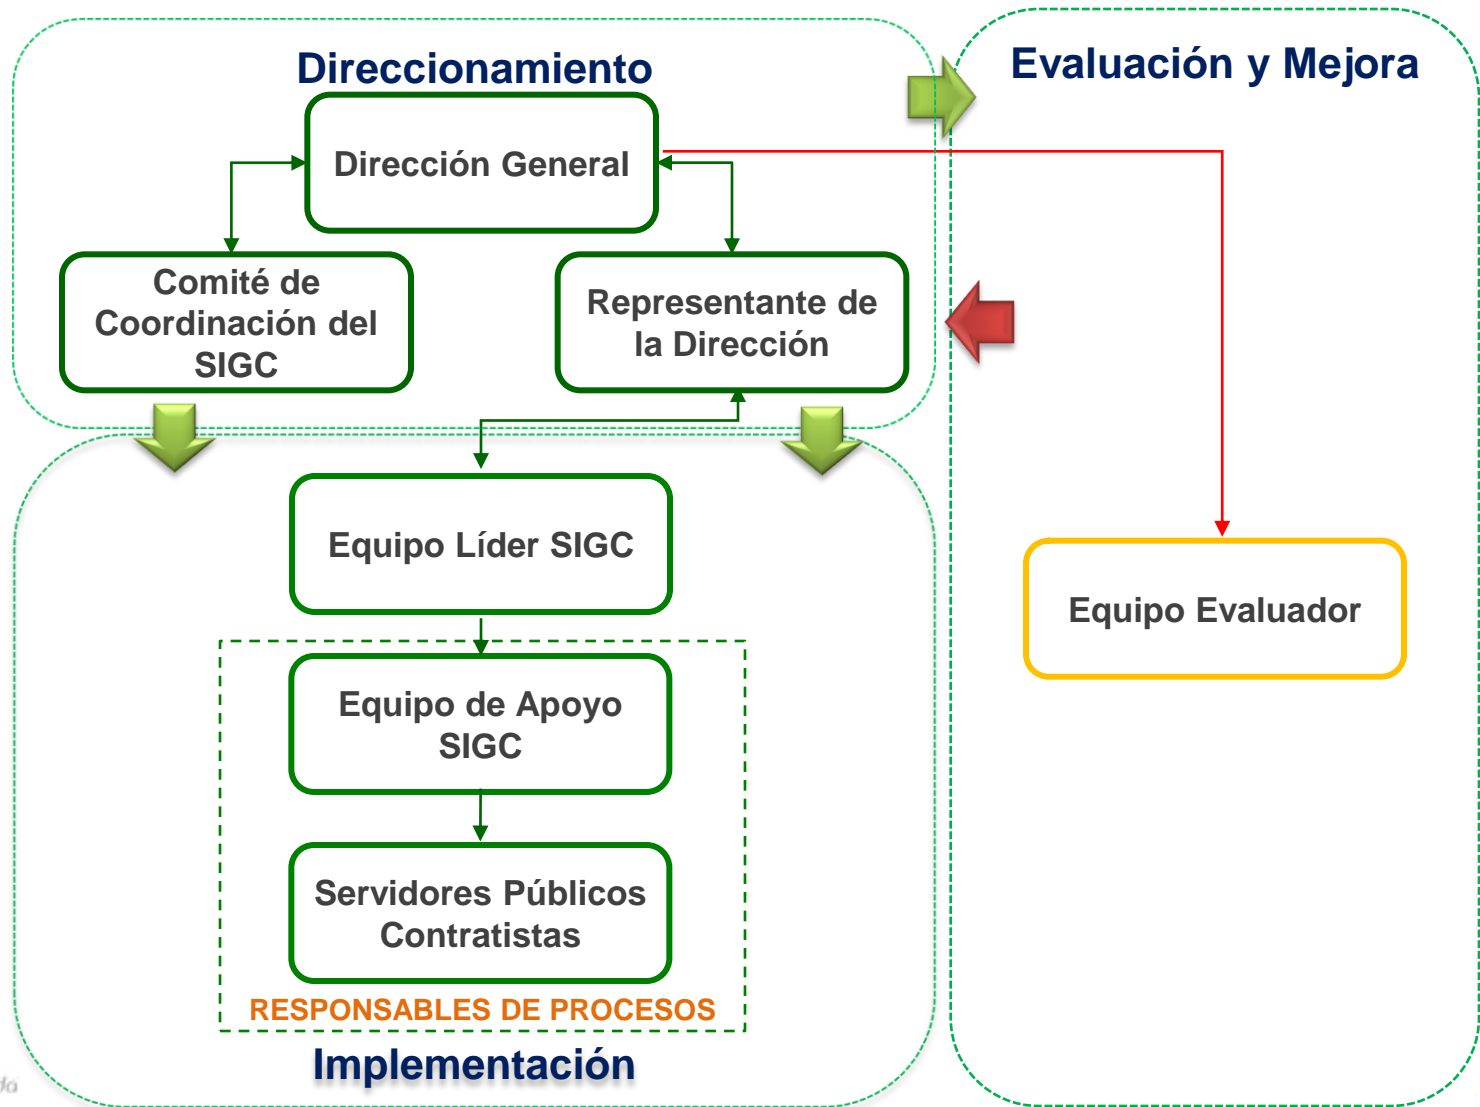 Direccionamiento
Evaluación y Mejora
Dirección General
Comité de
Coordinación del
SIGC
Representante de
la Dirección
Equipo Líder SIGC
Equipo Evaluador
Equipo de Apoyo
SIGC
Servidores Públicos
Contratistas
RESPONSABLES DE PROCESOS
Implementación